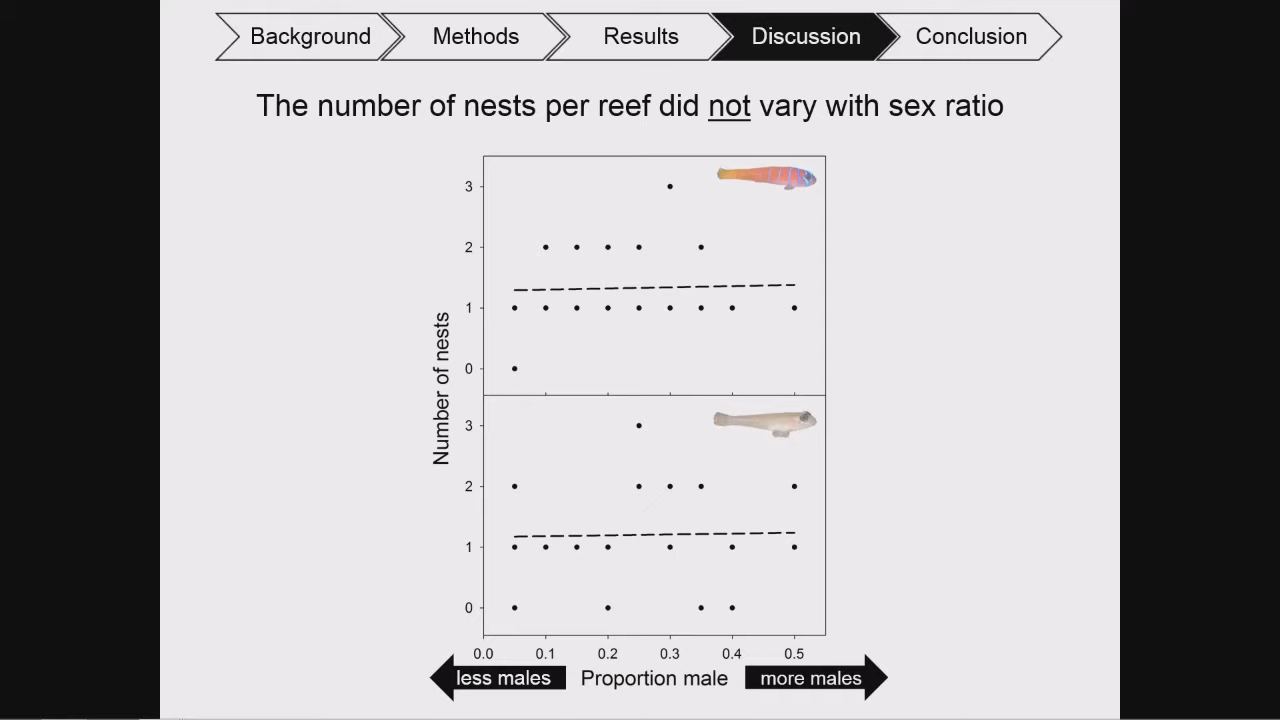 Background Methods Results Discussion Conclusion
The number of nests per reef did not vary with sex ratio
3
2
1
0
Number of nests
3
2
1
0
0.0 0.1 0.2 0.3 0.4 0.5
less males Proportion male more males